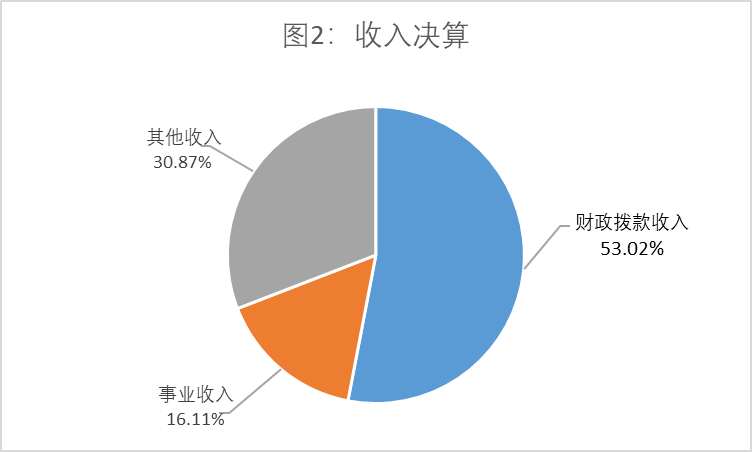 图2：收入决算
其他收入
30.87%
财政拨款收入
53.02%
事业收入
16.11%